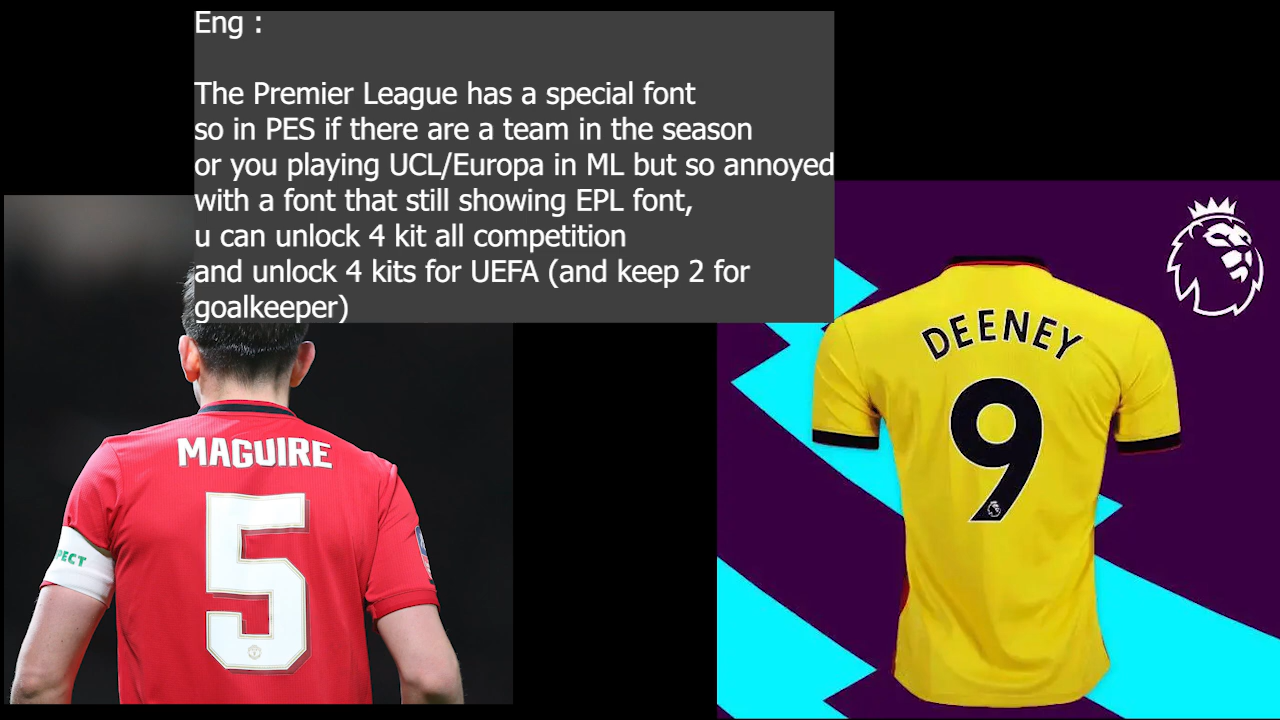 Eng :
The Premier League has a special font
so in PES if there are a team in the season
or you playing UCL/Europa in ML but so annoyed
with a font that still showing EPL font,
u can unlock 4 kit all competition
and unlock 4 kits for UEFA (and keep 2 for
goalkeeper)
DEENEY
9
MAGUIRE
5
PECT